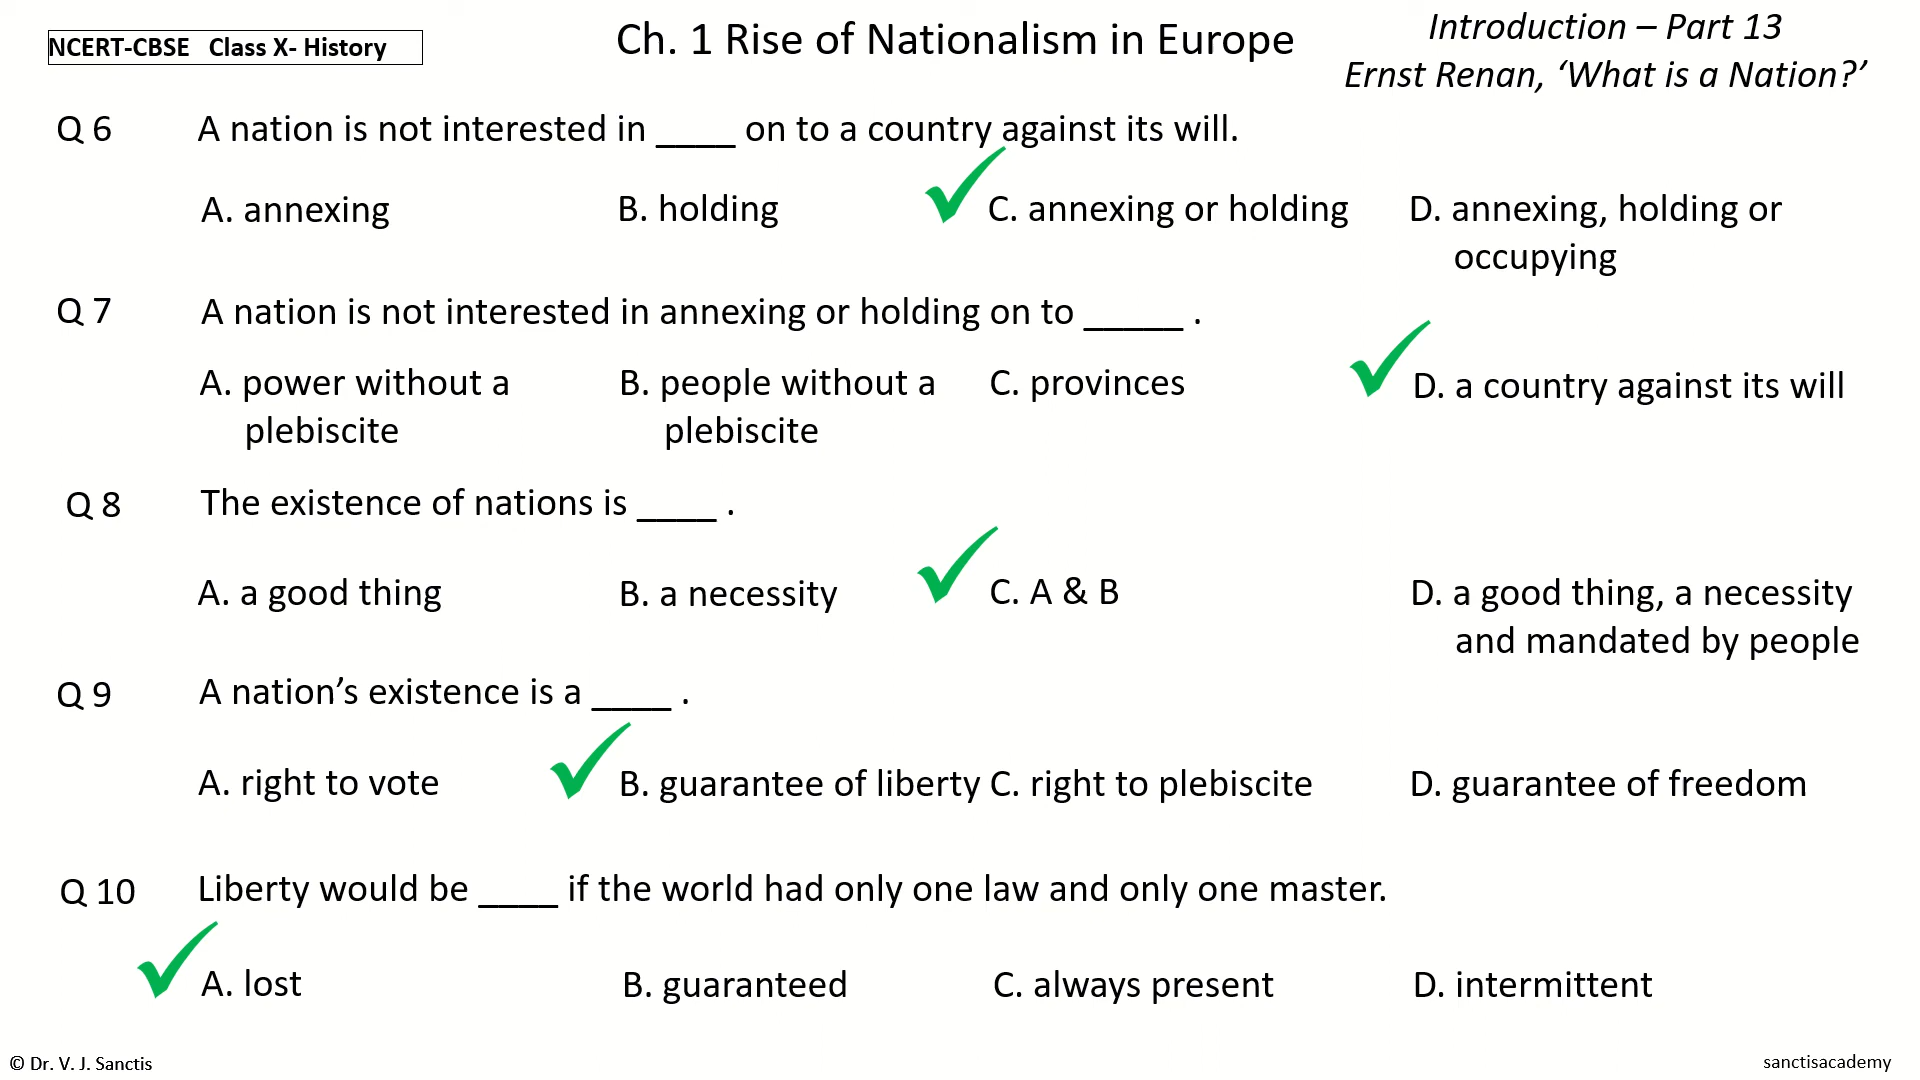 NCERT-CBSE Class X- History
Ch. 1 Rise of Nationalism in Europe
Introduction – Part 13
Ernst Renan, ‘What is a Nation?’
Q 6 A nation is not interested in ____ on to a country against its will.
A. annexing B. holding C. annexing or holding D. annexing, holding or
occupying
Q 7 A nation is not interested in annexing or holding on to _____ .
A. power without a B. people without a C. provinces D. a country against its will
plebiscite plebiscite
Q 8 The existence of nations is ____ .
A. a good thing B. a necessity C. A & B D. a good thing, a necessity
and mandated by people
Q 9 A nation’s existence is a ____ .
A. right to vote B. guarantee of liberty C. right to plebiscite D. guarantee of freedom
Q 10 Liberty would be ____ if the world had only one law and only one master.
A. lost B. guaranteed C. always present D. intermittent
© Dr. V. J. Sanctis sanctisacademy